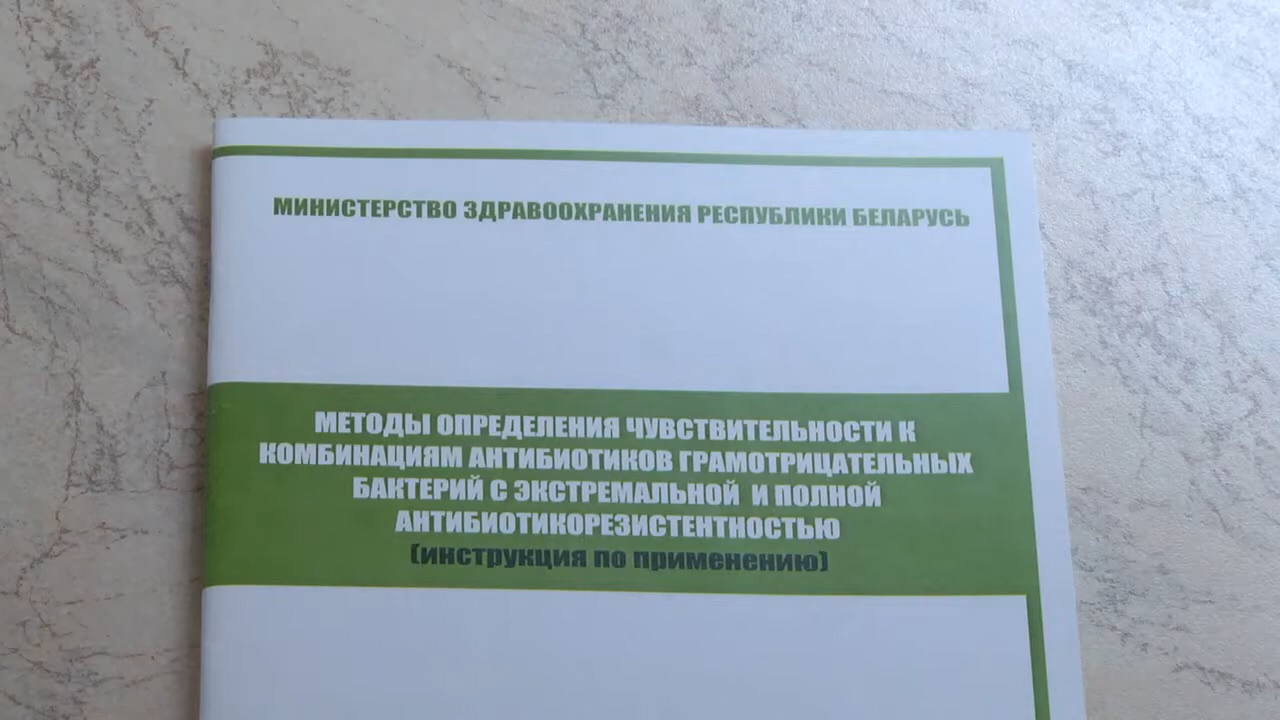 МИНИСТЕРСТВО ЗДРАВООХРАНЕНИЯ РЕСПУБЛИКИ БЕЛАРУСЬ
МЕТОДЫ ОПРЕДЕЛЕНИЯ ЧУВСТВИТЕЛЬНОСТИ К
КОМБИНАЦИЯМ АНТИБИОТИКОВ ГРАМОТРИЦАТЕЛЬНЫХ
БАКТЕРИЙ С ЭКСТРЕМАЛЬНОЙ И ПОЛНОЙ
АНТИБИОТИКОРЕЗИСТЕНТНОСТЬЮ
(инструкция по применению)